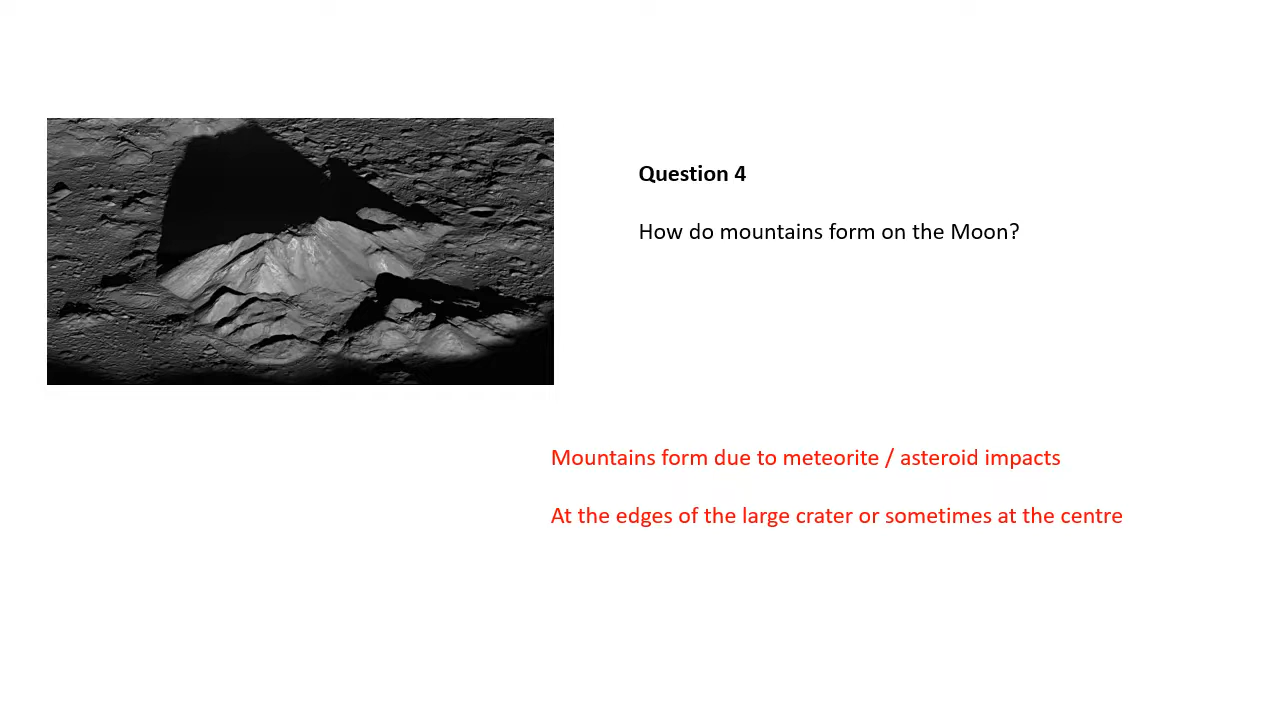 Question 4
How do mountains form on the Moon?
Mountains form due to meteorite / asteroid impacts
At the edges of the large crater or sometimes at the centre